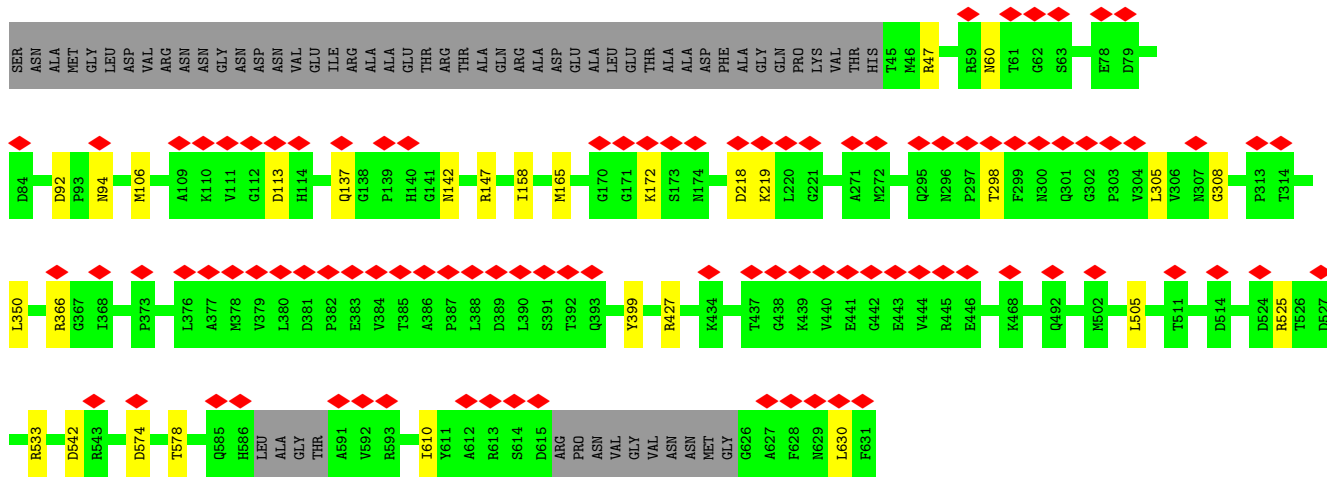 SER ASN ALA MET GLY LEU ASP VAL ARG ASN ASN GLY ASN ASP ASN VAL GLU ILE ARG ALA ALA GLU THR ARG THR ALA GLN ARG ALA ASP GLU ALA LEU GLU THR ALA ALA ASP PHE ALA GLY GLN PRO LYS VAL THR HIS T45 M46 R47 R59 N60 T61 G62 S63 E78 D79
D84 D92 P93 N94 M106 A109 K110 V111 G112 D113 H114 Q137 G138 P139 H140 G141 N142 R147 I158 M165 G170 G171 K172 S173 N174 D218 K219 L220 G221 A271 M272 Q295 N296 P297 T298 F299 N300 Q301 G302 P303 V304 L305 V306 N307 G308 P313 T314
L350 R366 G367 I368 P373 L376 A377 M378 V379 L380 D381 P382 E383 V384 T385 A386 P387 L388 D389 L390 S391 T392 Q393 Y399 R427 K434 T437 G438 K439 V440 E441 G442 E443 V444 R445 E446 K468 Q492 M502 L505 T511 D514 D524 R525 T526 D527
R533 D542 R543 D574 T578 Q585 H586 LEU ALA GLY THR A591 V592 R593 I610 Y611 A612 R613 S614 D615 ARG PRO ASN VAL GLY VAL ASN ASN MET GLY G626 A627 F628 N629 L630 F631